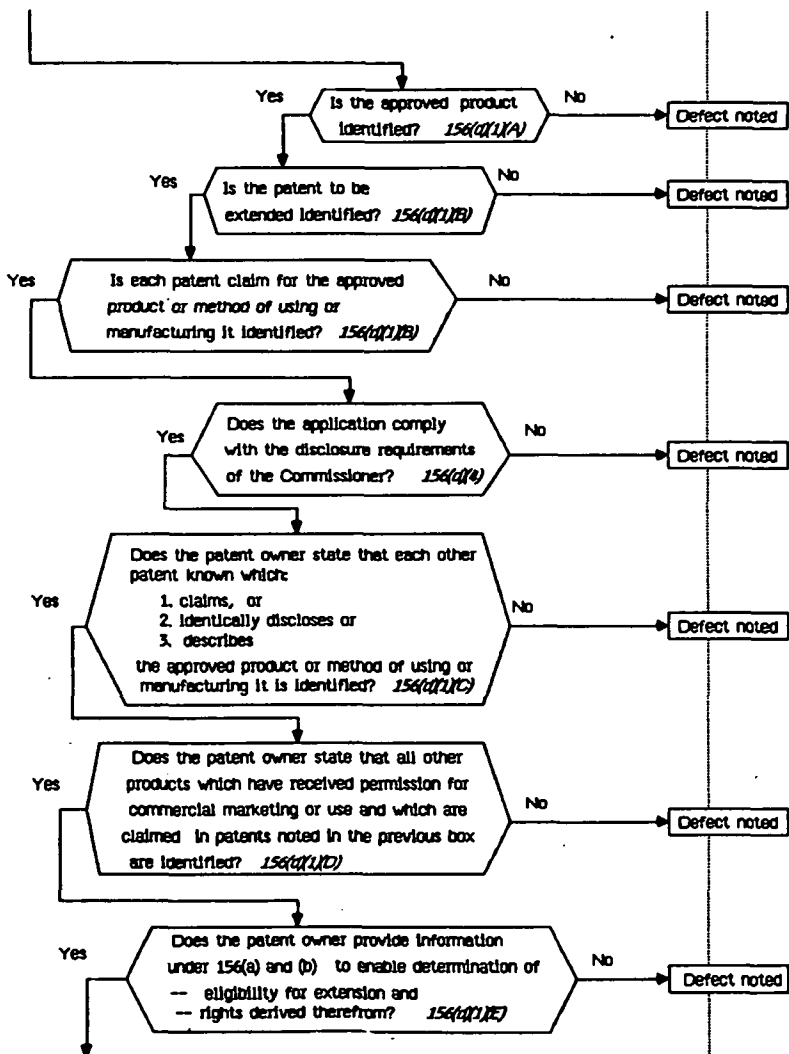 Yes
Is the approved product
identified? 156(d)(1)(A)
No
Defect noted
Yes
Is the patent to be
extended identified? 156(d)(1)(B)
No
Defect noted
Yes
Is each patent claim for the approved
product or method of using or
manufacturing it identified? 156(d)(1)(B)
No
Defect noted
Yes
Does the application comply
with the disclosure requirements
of the Commissioner? 156(d)(4)
No
Defect noted
Yes
Does the patent owner state that each other
patent known which:
1. claims, or
2. identically discloses or
3. describes
the approved product or method of using or
manufacturing it is identified? 156(d)(1)(C)
No
Defect noted
Yes
Does the patent owner state that all other
products which have received permission for
commercial marketing or use and which are
claimed in patents noted in the previous box
are identified? 156(d)(1)(D)
No
Defect noted
Yes
Does the patent owner provide information
under 156(a) and (b) to enable determination of
-- eligibility for extension and
-- rights derived therefrom? 156(d)(1)(E)
No
Defect noted